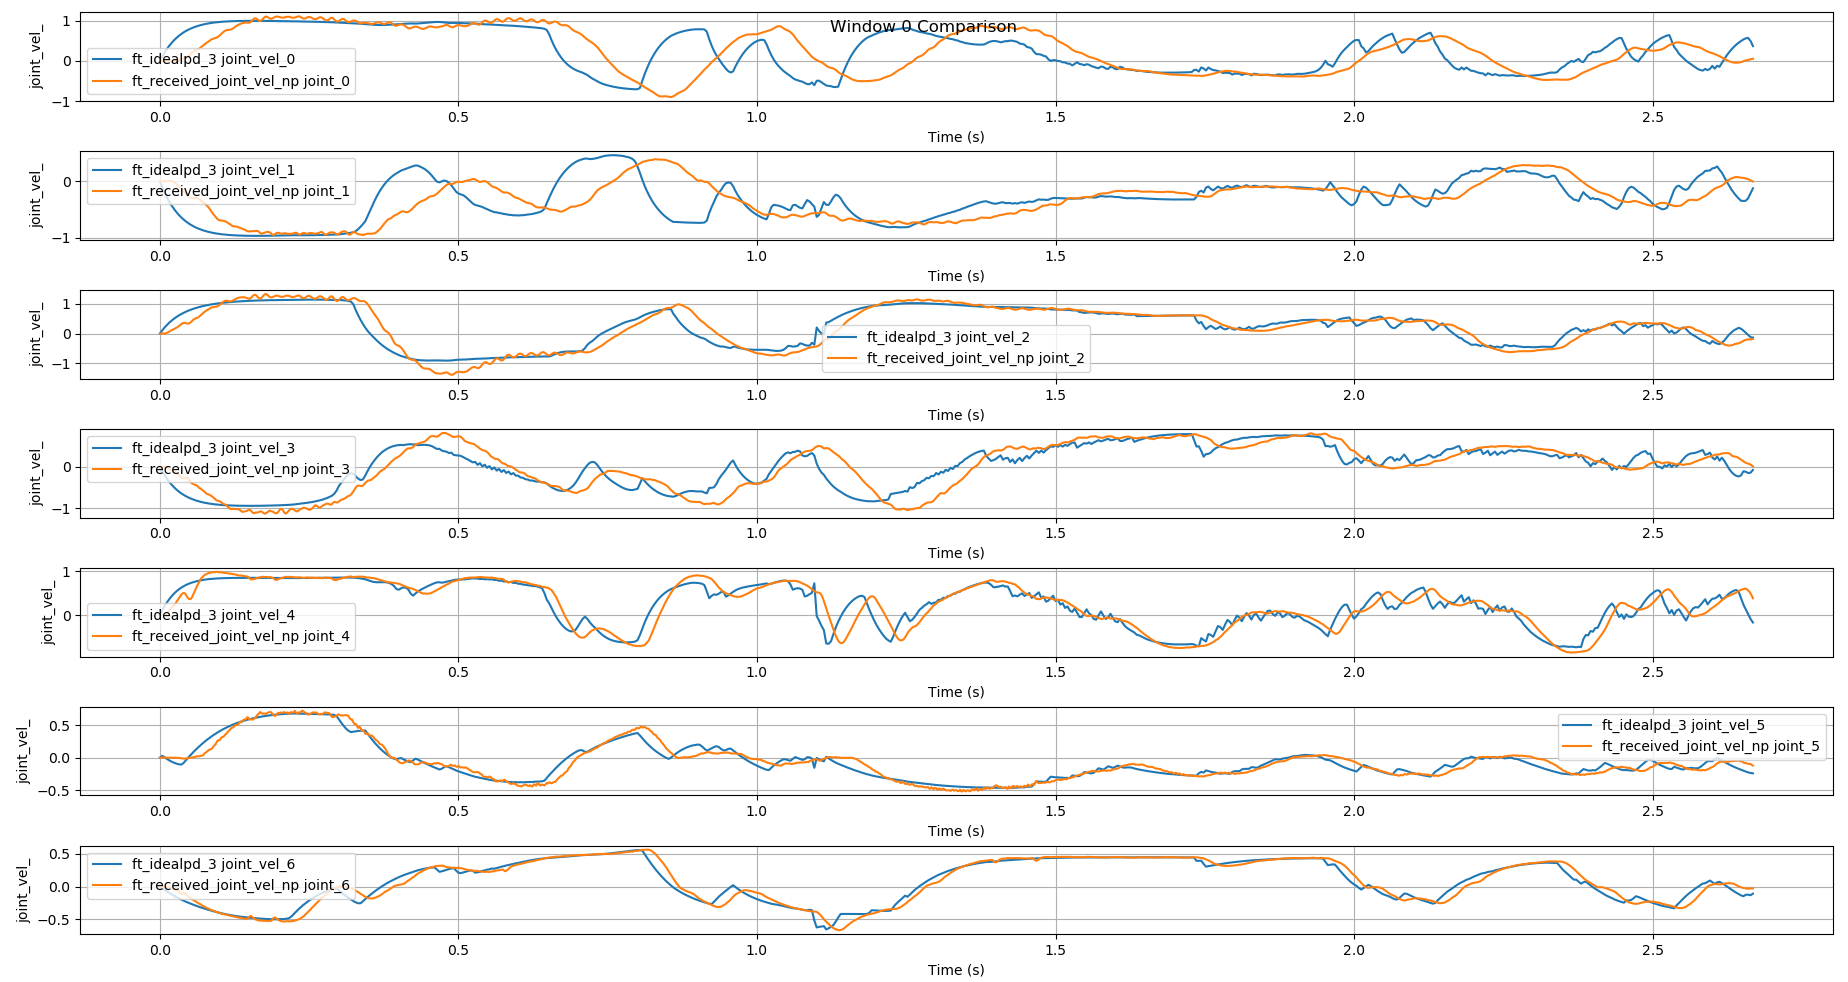 Window 0 Comparison
joint_vel_
1
0
−1
ft_idealpd_3 joint_vel_0
ft_received_joint_vel_np joint_0
0.0 0.5 1.0 1.5 2.0 2.5
Time (s)
joint_vel_
0
−1
ft_idealpd_3 joint_vel_1
ft_received_joint_vel_np joint_1
0.0 0.5 1.0 1.5 2.0 2.5
Time (s)
joint_vel_
1
0
−1
ft_idealpd_3 joint_vel_2
ft_received_joint_vel_np joint_2
0.0 0.5 1.0 1.5 2.0 2.5
Time (s)
joint_vel_
0
−1
ft_idealpd_3 joint_vel_3
ft_received_joint_vel_np joint_3
0.0 0.5 1.0 1.5 2.0 2.5
Time (s)
joint_vel_
1
0
ft_idealpd_3 joint_vel_4
ft_received_joint_vel_np joint_4
0.0 0.5 1.0 1.5 2.0 2.5
Time (s)
joint_vel_
0.5
0.0
−0.5
ft_idealpd_3 joint_vel_5
ft_received_joint_vel_np joint_5
0.0 0.5 1.0 1.5 2.0 2.5
Time (s)
joint_vel_
0.5
0.0
−0.5
ft_idealpd_3 joint_vel_6
ft_received_joint_vel_np joint_6
0.0 0.5 1.0 1.5 2.0 2.5
Time (s)